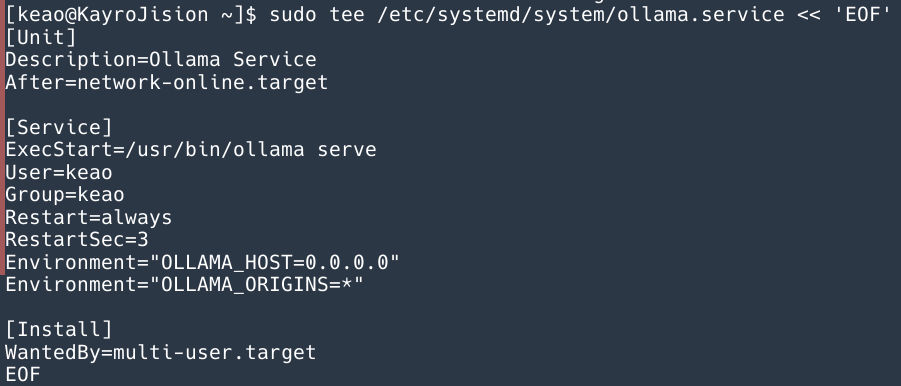 [keao@KayroJision ~]$ sudo tee /etc/systemd/system/ollama.service << 'EOF'
[Unit]
Description=Ollama Service
After=network-online.target

[Service]
ExecStart=/usr/bin/ollama serve
User=keao
Group=keao
Restart=always
RestartSec=3
Environment="OLLAMA_HOST=0.0.0.0"
Environment="OLLAMA_ORIGINS=*"

[Install]
WantedBy=multi-user.target
EOF